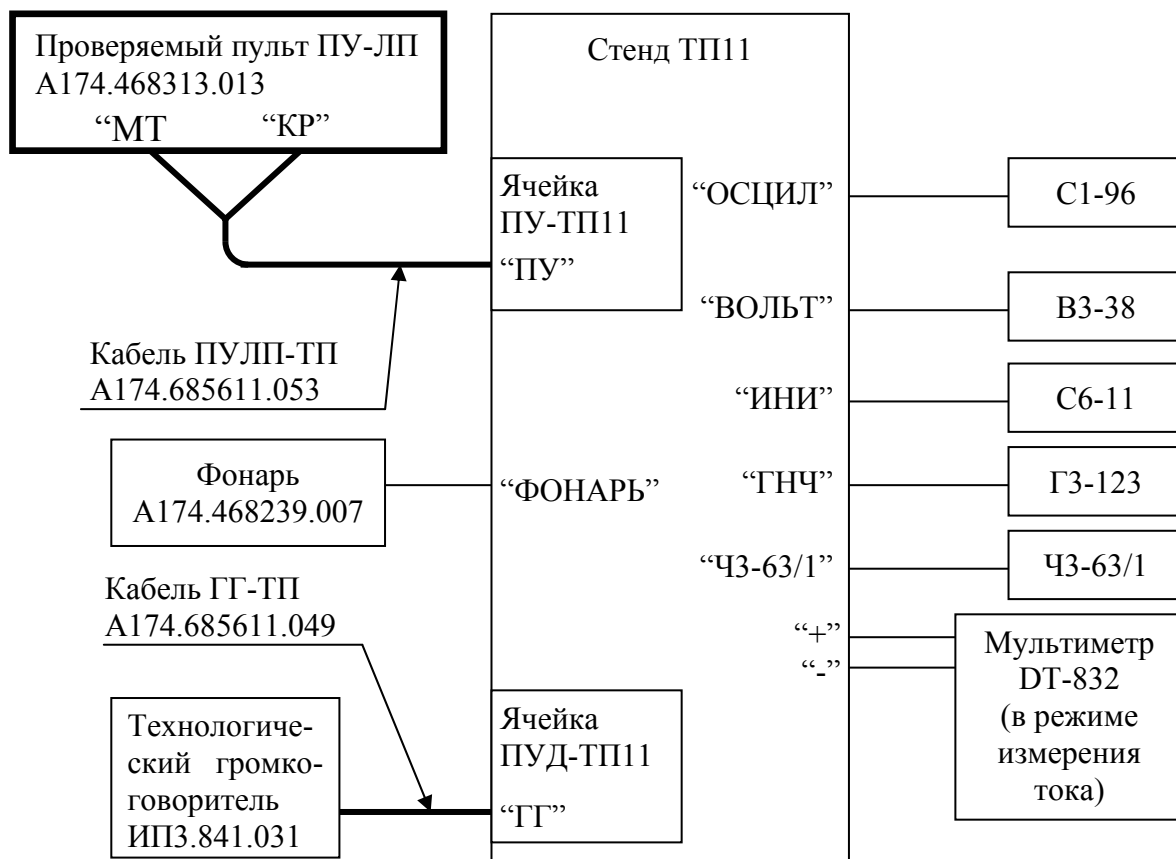 Проверяемый пульт ПУ-ЛП
А174.468313.013
“МТ “КР”
Стенд ТП11
Ячейка
ПУ-ТП11
“ПУ”
“ОСЦИЛ”
С1-96
“ВОЛЬТ”
В3-38
Кабель ПУЛП-ТП
А174.685611.053
“ИНИ”
С6-11
Фонарь
А174.468239.007
“ФОНАРЬ”
“ГНЧ”
Г3-123
“Ч3-63/1”
Ч3-63/1
Кабель ГГ-ТП
А174.685611.049
“+”
“-”
Мультиметр
DT-832
(в режиме
измерения
тока)
Технологиче-
ский громко-
говоритель
ИП3.841.031
Ячейка
ПУД-ТП11
“ГГ”